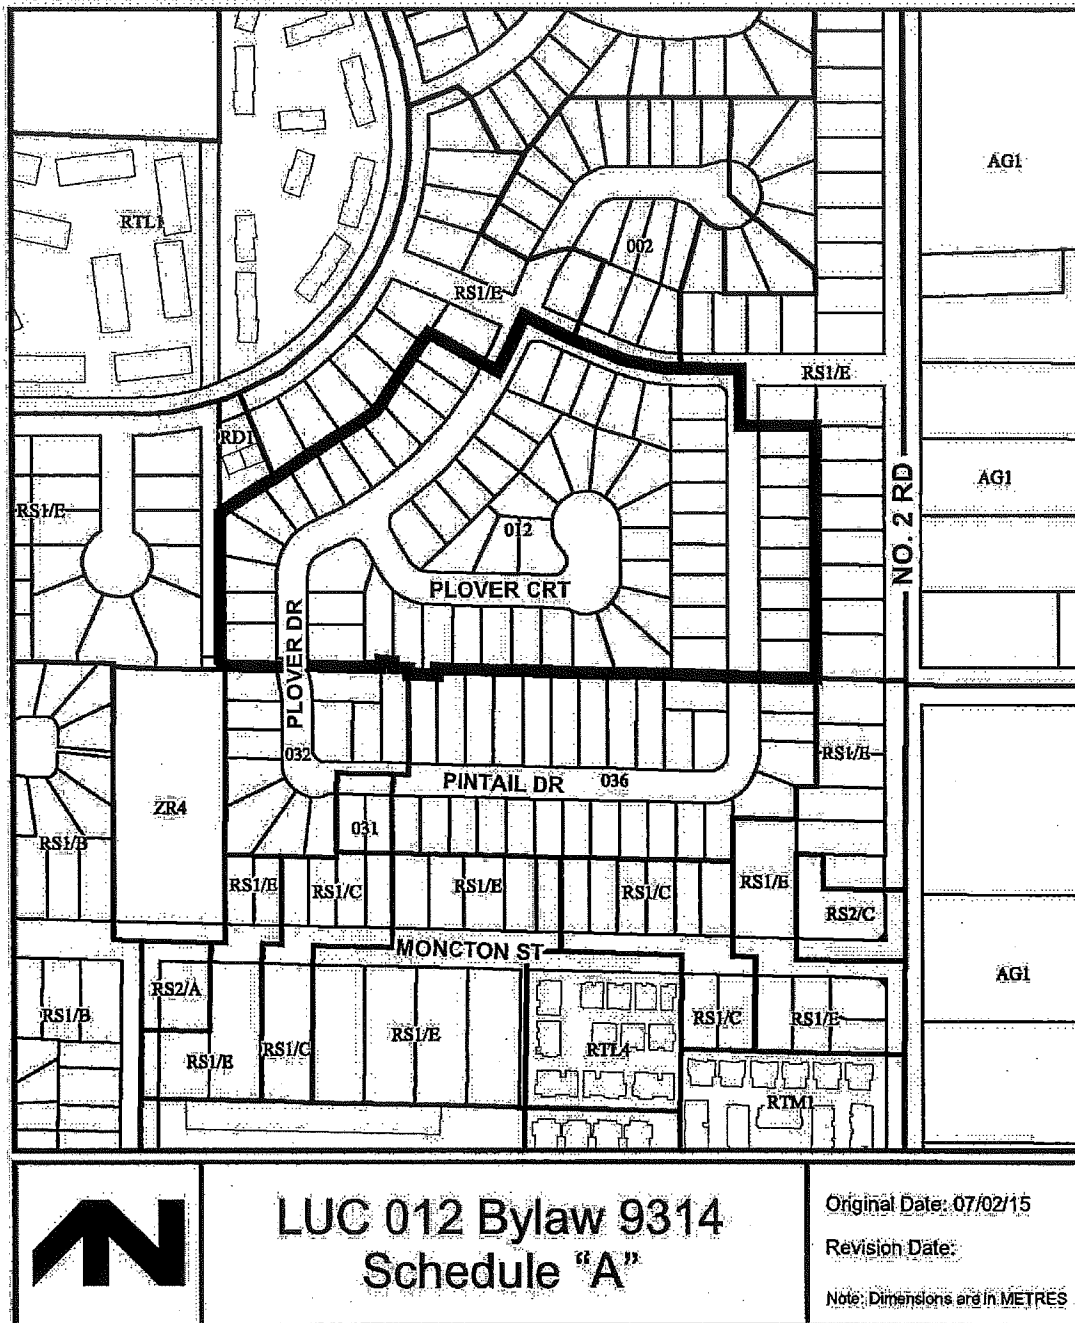 AG1
RTL1
002
RS1/E
RS1/E
RD1
AG1
NO. 2 RD
RS1/E
012
PLOVER CRT
PLOVER DR
032
PINTAIL DR
036
RS1/E
ZR4
031
RS1/B
RS1/E
RS1/C
RS1/E
RS1/C
RS1/E
RS2/C
MONCTON ST
AG1
RS2/A
RS1/B
RS1/C
RS1/E
RS1/E
RS1/C
RS1/E
RTL4
RTM1
LUC 012 Bylaw 9314
Schedule "A"
Original Date: 07/02/15
Revision Date:
Note: Dimensions are in METRES